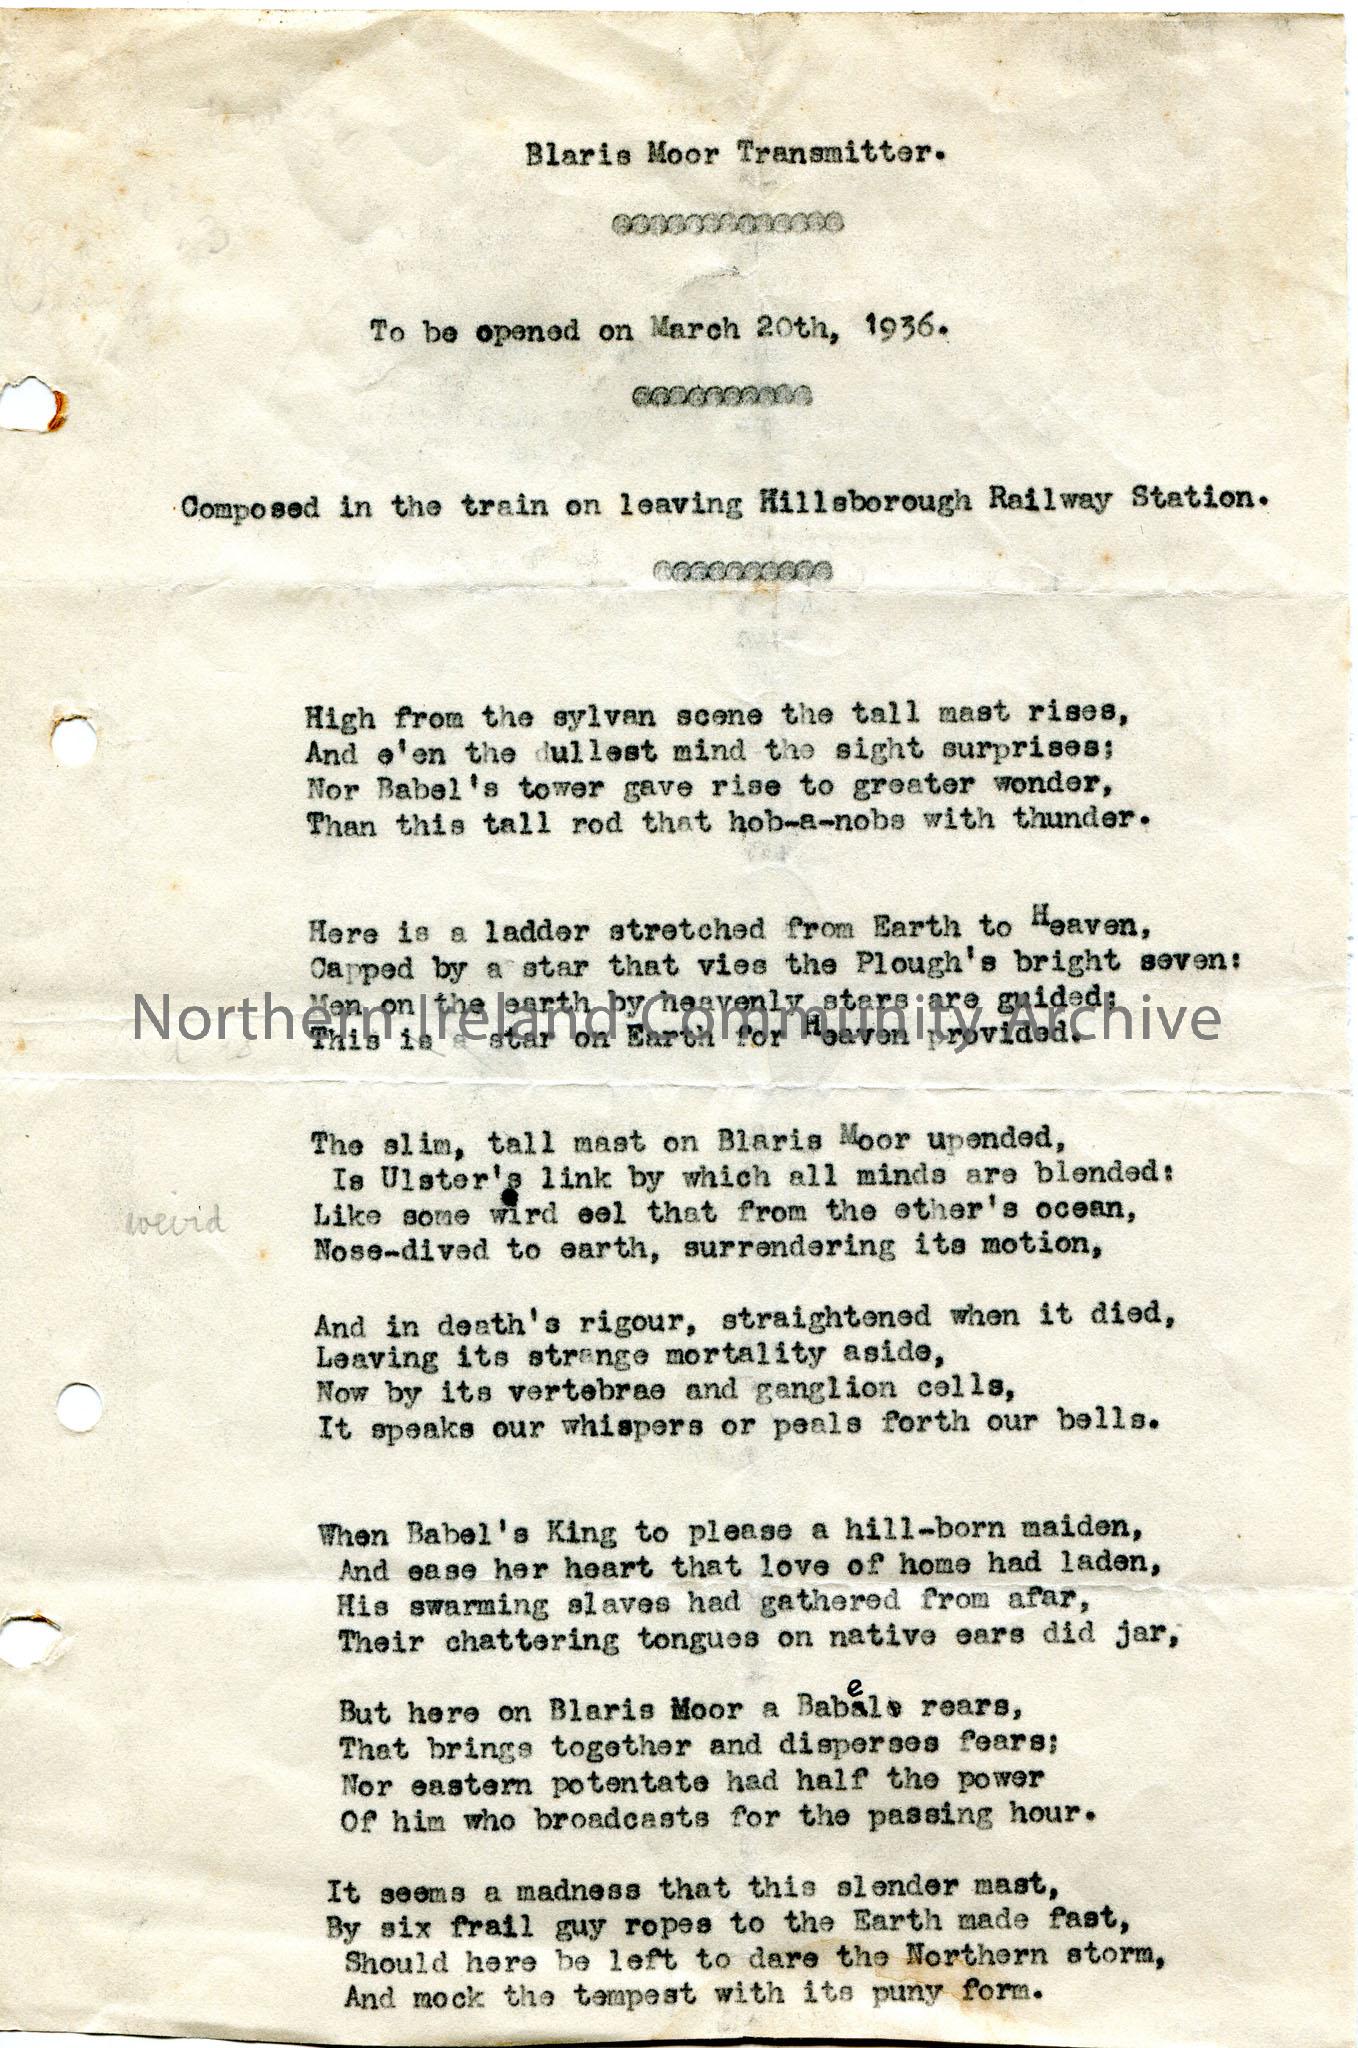 Blaris Moor Transmitter.
To be opened on March 20th, 1936.
Composed in the train on leaving Hillsborough Railway Station.
High from the sylvan scene the tall mast rises,
And e'en the dullest mind the sight surprises;
Nor Babel's tower gave rise to greater wonder,
Than this tall rod that hob-a-nobs with thunder.
Here is a ladder stretched from Earth to Heaven,
Capped by a star that vies the Plough's bright seven:
Men on the earth by heavenly stars are guided;
Northern Ireland Community Archive
This is a star on Earth for Heaven provided.
The slim, tall mast on Blaris Moor upended,
Is Ulster's link by which all minds are blended:
weird
Like some wird eel that from the ether's ocean,
Nose-dived to earth, surrendering its motion,
And in death's rigour, straightened when it died,
Leaving its strange mortality aside,
Now by its vertebrae and ganglion cells,
It speaks our whispers or peals forth our bells.
When Babel's King to please a hill-born maiden,
And ease her heart that love of home had laden,
His swarming slaves had gathered from afar,
Their chattering tongues on native ears did jar,
e
But here on Blaris Moor a Babal rears,
That brings together and disperses fears;
Nor eastern potentate had half the power
Of him who broadcasts for the passing hour.
It seems a madness that this slender mast,
By six frail guy ropes to the Earth made fast,
Should here be left to dare the Northern storm,
And mock the tempest with its puny form.